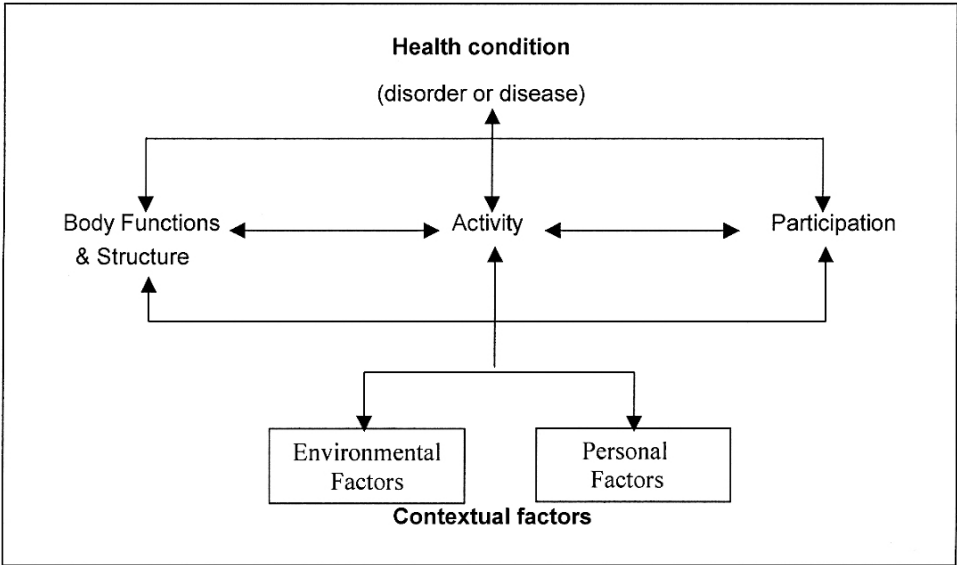 Health condition
(disorder or disease)
Body Functions
& Structure
Activity
Participation
Environmental
Factors
Personal
Factors
Contextual factors